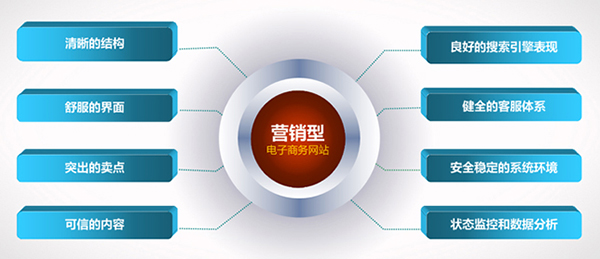 清晰的结构
舒服的界面
突出的卖点
可信的内容
营销型
电子商务网站
良好的搜索引擎表现
健全的客服体系
安全稳定的系统环境
状态监控和数据分析